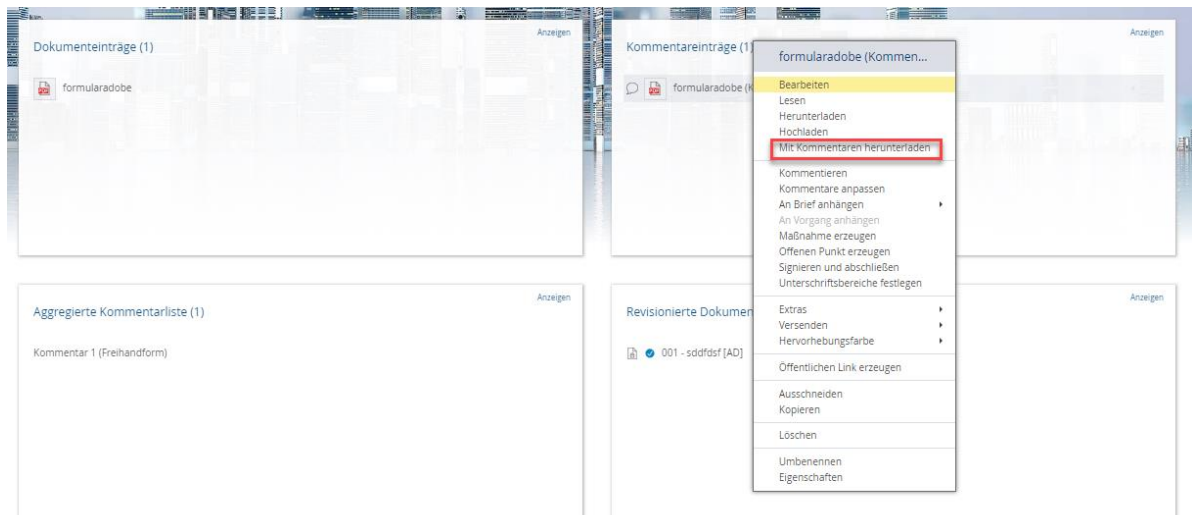 Anzeigen
Dokumenteinträge (1)
formularadobe
Anzeigen
Kommentareinträge (1)
formularadobe (K
formularadobe (Kommen...
Bearbeiten
Lesen
Herunterladen
Hochladen
Mit Kommentaren herunterladen
Kommentieren
Kommentare anpassen
An Brief anhängen
An Vorgang anhängen
Maßnahme erzeugen
Offenen Punkt erzeugen
Signieren und abschließen
Unterschriftsbereiche festlegen
Extras
Versenden
Hervorhebungsfarbe
Öffentlichen Link erzeugen
Ausschneiden
Kopieren
Löschen
Umbenennen
Eigenschaften
Anzeigen
Aggregierte Kommentarliste (1)
Kommentar 1 (Freihandform)
Anzeigen
Revisionierte Dokumen
001 - sddfdsf [AD]